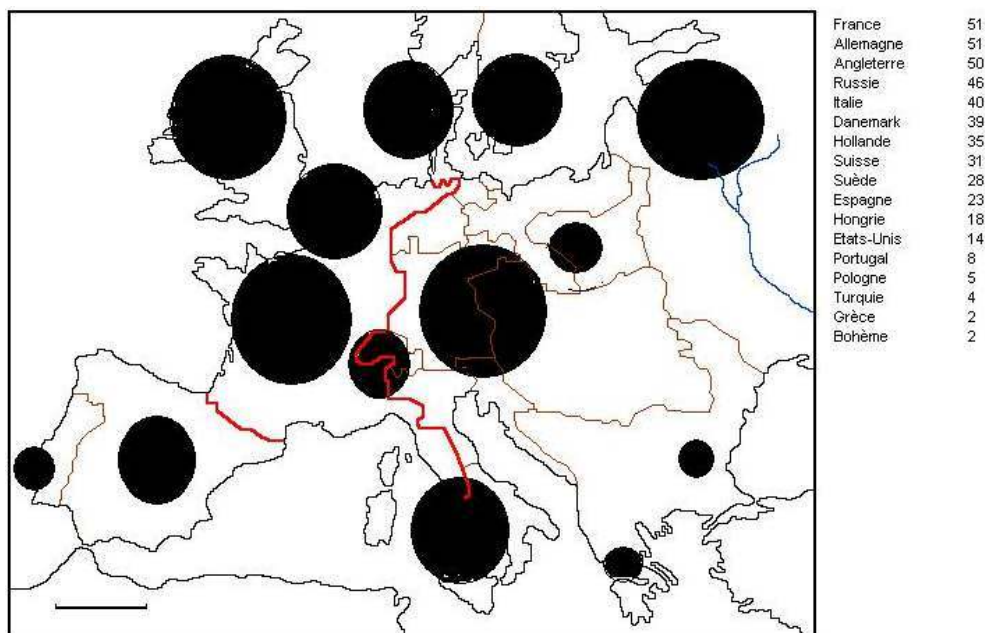 France 51
Allemagne 51
Angleterre 50
Russie 46
Italie 40
Danemark 39
Hollande 35
Suisse 31
Suède 28
Espagne 23
Hongrie 18
Etats-Unis 14
Portugal 8
Pologne 5
Turquie 4
Grèce 2
Bohème 2